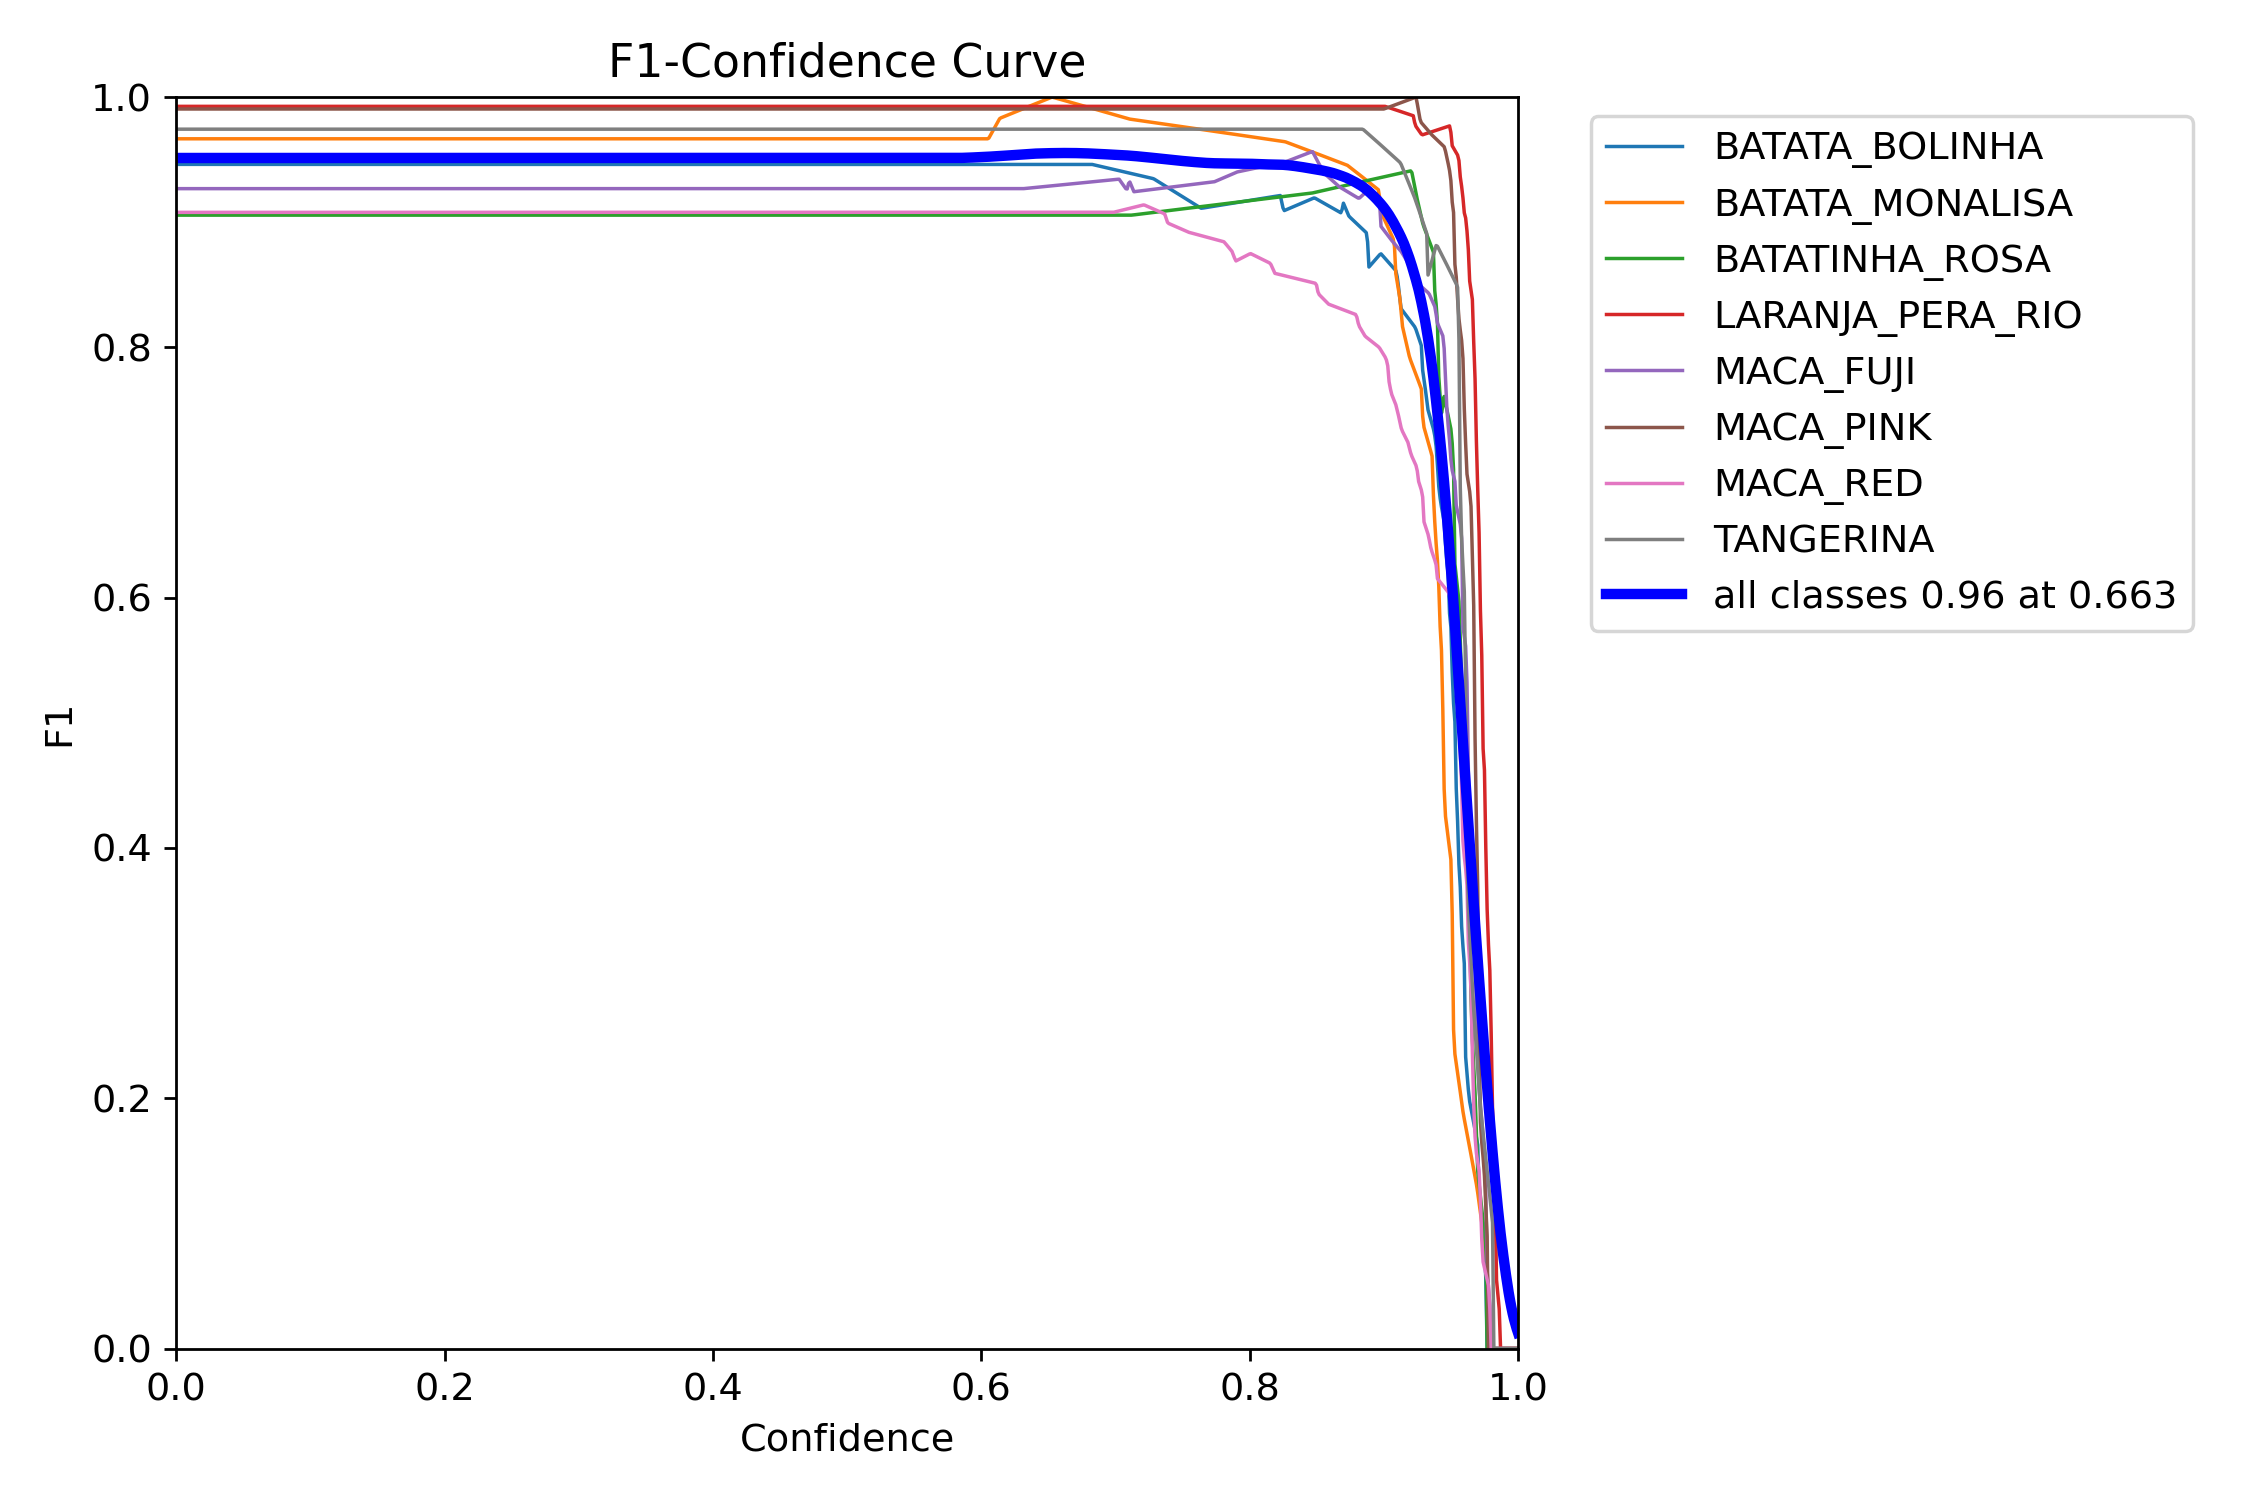 F1-Confidence Curve
1.0
0.8
0.6
0.4
0.2
0.0
F1
0.0 0.2 0.4 0.6 0.8 1.0
Confidence
BATATA_BOLINHA
BATATA_MONALISA
BATATINHA_ROSA
LARANJA_PERA_RIO
MACA_FUJI
MACA_PINK
MACA_RED
TANGERINA
all classes 0.96 at 0.663